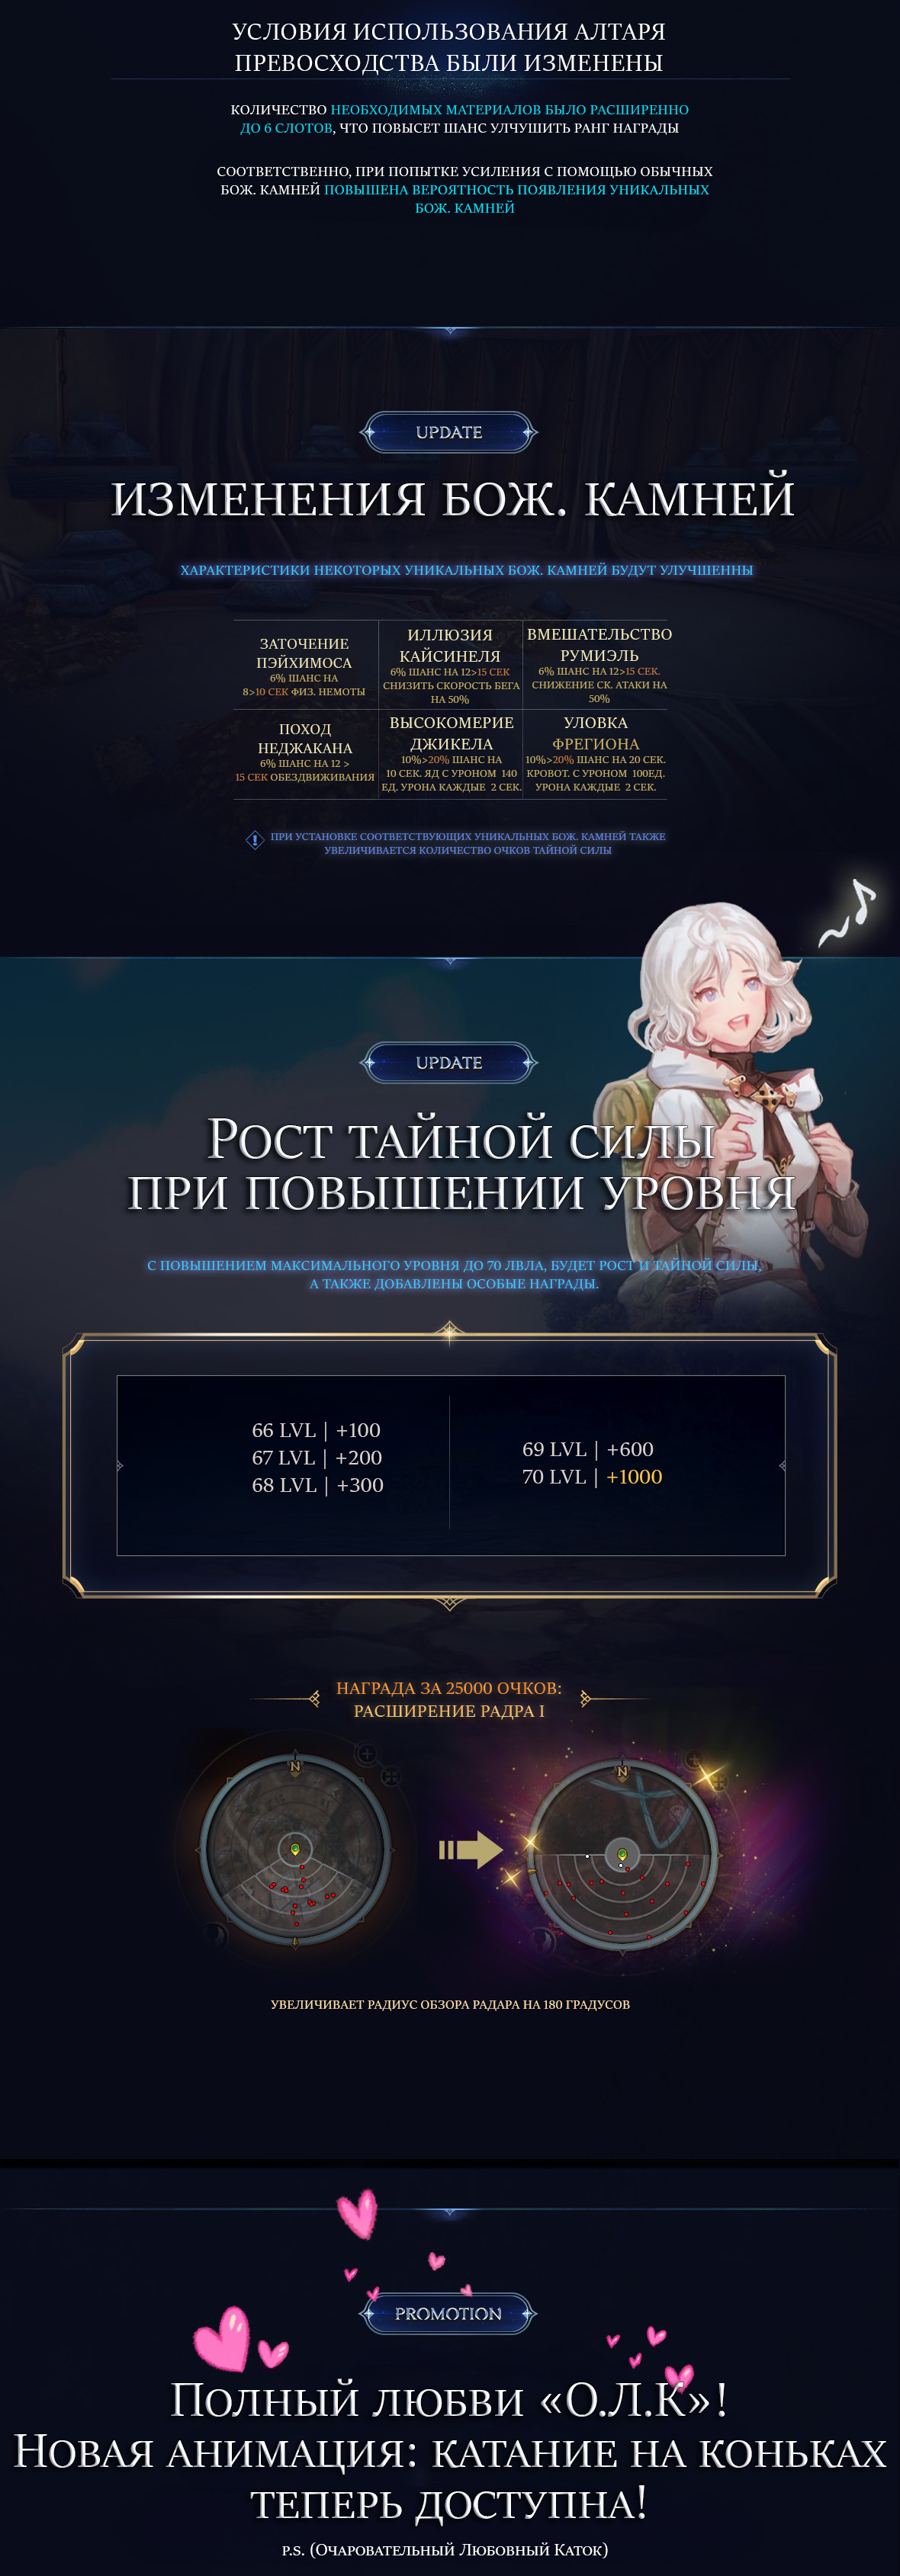 УСЛОВИЯ ИСПОЛЬЗОВАНИЯ АЛТАРЯ
ПРЕВОСХОДСТВА БЫЛИ ИЗМЕНЕНЫ
КОЛИЧЕСТВО НЕОБХОДИМЫХ МАТЕРИАЛОВ БЫЛО РАСШИРЕННО
ДО 6 СЛОТОВ, ЧТО ПОВЫСЕТ ШАНС УЛЧУШИТЬ РАНГ НАГРАДЫ
СООТВЕТСТВЕННО, ПРИ ПОПЫТКЕ УСИЛЕНИЯ С ПОМОЩЬЮ ОБЫЧНЫХ
БОЖ. КАМНЕЙ ПОВЫШЕНА ВЕРОЯТНОСТЬ ПОЯВЛЕНИЯ УНИКАЛЬНЫХ
БОЖ. КАМНЕЙ
UPDATE
ИЗМЕНЕНИЯ БОЖ. КАМНЕЙ
ХАРАКТЕРИСТИКИ НЕКОТОРЫХ УНИКАЛЬНЫХ БОЖ. КАМНЕЙ БУДУТ УЛУЧШЕННЫ
ЗАТОЧЕНИЕ
ПЭЙХИМОСА
6% ШАНС НА
8>10 СЕК ФИЗ. НЕМОТЫ
ИЛЛЮЗИЯ
КАЙСИНЕЛЯ
6% ШАНС НА 12>15 СЕК
СНИЗИТЬ СКОРОСТЬ БЕГА
НА 50%
ВМЕШАТЕЛЬСТВО
РУМИЭЛЬ
6% ШАНС НА 12>15 СЕК.
СНИЖЕНИЕ СК. АТАКИ НА
50%
ПОХОД
НЕДЖАКАНА
6% ШАНС НА 12 >
15 СЕК ОБЕЗДВИЖИВАНИЯ
ВЫСОКОМЕРИЕ
ДЖИКЕЛА
10%>20% ШАНС НА
10 СЕК. ЯД С УРОНОМ 140
ЕД. УРОНА КАЖДЫЕ 2 СЕК.
УЛОВКА
ФРЕГИОНА
10%>20% ШАНС НА 20 СЕК.
КРОВОТ. С УРОНОМ 100ЕД.
УРОНА КАЖДЫЕ 2 СЕК.
ПРИ УСТАНОВКЕ СООТВЕТСТВУЮЩИХ УНИКАЛЬНЫХ БОЖ. КАМНЕЙ ТАКЖЕ
УВЕЛИЧИВАЕТСЯ КОЛИЧЕСТВО ОЧКОВ ТАЙНОЙ СИЛЫ
UPDATE
РОСТ ТАЙНОЙ СИЛЫ
ПРИ ПОВЫШЕНИИ УРОВНЯ
С ПОВЫШЕНИЕМ МАКСИМАЛЬНОГО УРОВНЯ ДО 70 ЛВЛА, БУДЕТ РОСТ И ТАЙНОЙ СИЛЫ,
А ТАКЖЕ ДОБАВЛЕНЫ ОСОБЫЕ НАГРАДЫ.
66 LVL | +100
67 LVL | +200
68 LVL | +300
69 LVL | +600
70 LVL | +1000
НАГРАДА ЗА 25000 ОЧКОВ:
РАСШИРЕНИЕ РАДРА I
N
N
УВЕЛИЧИВАЕТ РАДИУС ОБЗОРА РАДАРА НА 180 ГРАДУСОВ
PROMOTION
ПОЛНЫЙ ЛЮБВИ «О.Л.К»!
НОВАЯ АНИМАЦИЯ: КАТАНИЕ НА КОНЬКАХ
ТЕПЕРЬ ДОСТУПНА!
P.S. (ОЧАРОВАТЕЛЬНЫЙ ЛЮБОВНЫЙ КАТОК)